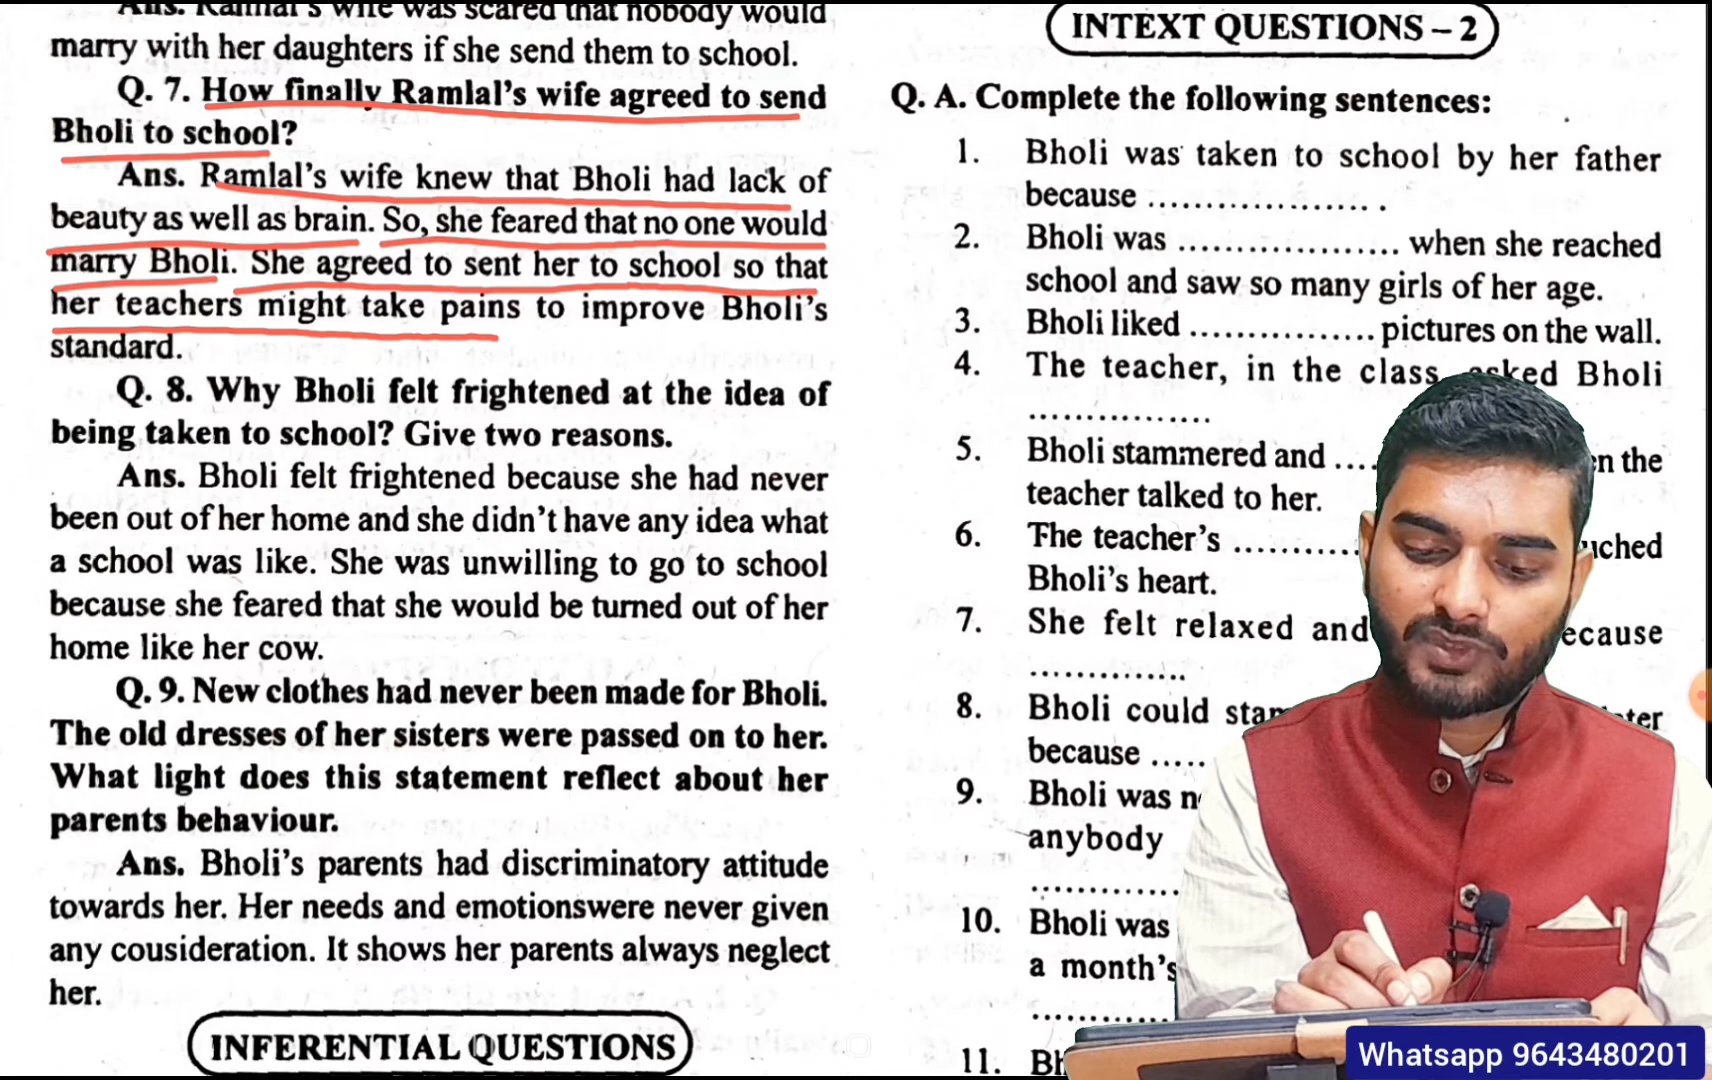 Ans. Ramlal's wife was scared that nobody would
marry with her daughters if she send them to school.
Q. 7. How finally Ramlal's wife agreed to send
Bholi to school?
Ans. Ramlal's wife knew that Bholi had lack of
beauty as well as brain. So, she feared that no one would
marry Bholi. She agreed to sent her to school so that
her teachers might take pains to improve Bholi's
standard.
Q. 8. Why Bholi felt frightened at the idea of
being taken to school? Give two reasons.
Ans. Bholi felt frightened because she had never
been out of her home and she didn't have any idea what
a school was like. She was unwilling to go to school
because she feared that she would be turned out of her
home like her cow.
Q. 9. New clothes had never been made for Bholi.
The old dresses of her sisters were passed on to her.
What light does this statement reflect about her
parents behaviour.
Ans. Bholi's parents had discriminatory attitude
towards her. Her needs and emotionswere never given
any cousideration. It shows her parents always neglect
her.
INFERENTIAL QUESTIONS
INTEXT QUESTIONS – 2
Q. A. Complete the following sentences:
1. Bholi was taken to school by her father
because .....................
2. Bholi was ..................... when she reached
school and saw so many girls of her age.
3. Bholi liked .................. pictures on the wall.
4. The teacher, in the class asked Bholi
................
5. Bholi stammered and .... the
teacher talked to her.
6. The teacher's ...........
Bholi's heart.
7. She felt relaxed and
..............
8. Bholi could
because .....
9. Bholi was
anybody
.............
10. Bholi was
a month's
............
11.
Whatsapp 9643480201